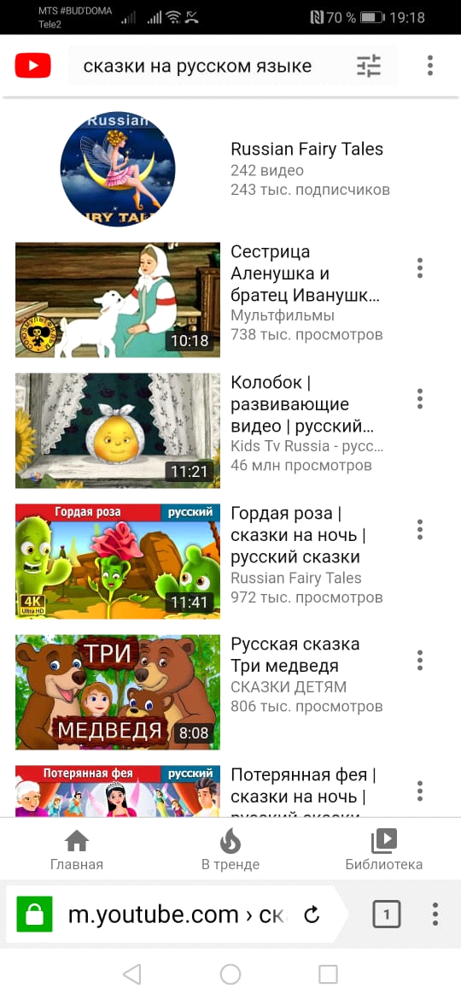 MTS #BUD'DOMA
Tele2
70 % 19:18
сказки на русском языке
Russian
IRY TAL
Russian Fairy Tales
242 видео
243 тыс. подписчиков
СОЮЗМУЛЬТФИЛЬМ
10:18
Сестрица
Аленушка и
братец Иванушк...
Мультфильмы
738 тыс. просмотров
11:21
Колобок |
развивающие
видео | русский...
Kids Tv Russia - русс...
46 млн просмотров
Гордая роза русский
4K
Ultra HD
11:41
Гордая роза |
сказки на ночь |
русский сказки
Russian Fairy Tales
972 тыс. просмотров
ТРИ
МЕДВЕДЯ
8:08
Русская сказка
Три медведя
СКАЗКИ ДЕТЯМ
806 тыс. просмотров
Потерянная фея русский
Потерянная фея |
сказки на ночь |
русский сказки
Главная
В тренде
Библиотека
m.youtube.com › ск
1